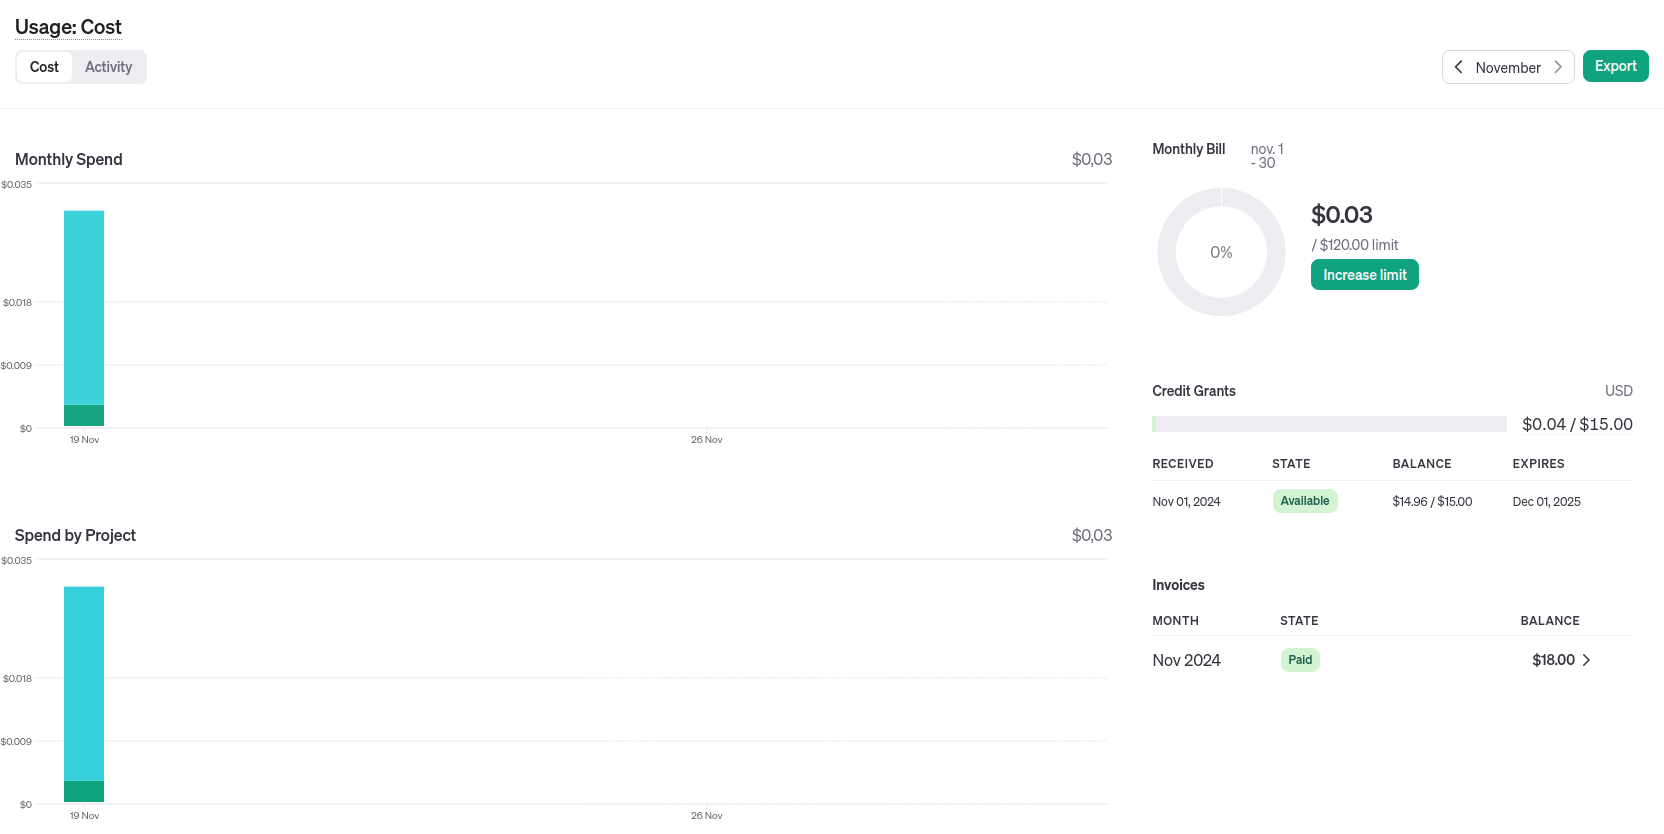 Usage: Cost
Cost Activity
November
Export
Monthly Spend $0,03
$0.035
$0.018
$0.009
$0
19 Nov 26 Nov
Spend by Project $0,03
$0.035
$0.018
$0.009
$0
19 Nov 26 Nov
Monthly Bill nov. 1
- 30
0%
$0.03
/ $120.00 limit
Increase limit
Credit Grants USD
$0.04 / $15.00
RECEIVED STATE BALANCE EXPIRES
Nov 01, 2024 Available $14.96 / $15.00 Dec 01, 2025
Invoices
MONTH STATE BALANCE
Nov 2024 Paid $18.00